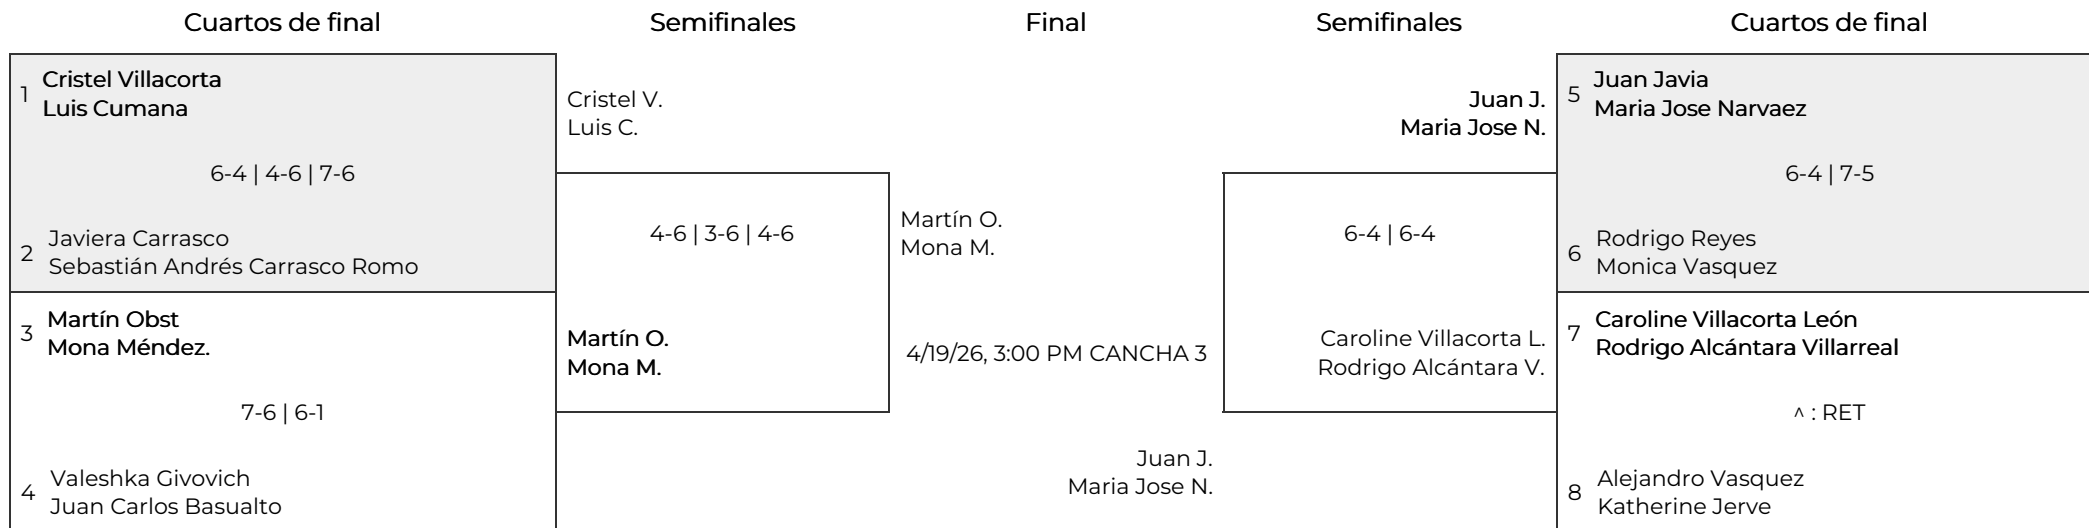 Cuartos de final
Semifinales
Final
Semifinales
Cuartos de final
1
Cristel Villacorta
Luis Cumana
6-4 | 4-6 | 7-6
2
Javiera Carrasco
Sebastián Andrés Carrasco Romo
3
Martín Obst
Mona Méndez.
7-6 | 6-1
4
Valeshka Givovich
Juan Carlos Basualto
Cristel V.
Luis C.
4-6 | 3-6 | 4-6
Martín O.
Mona M.
Martín O.
Mona M.
4/19/26, 3:00 PM CANCHA 3
Juan J.
Maria Jose N.
Juan J.
Maria Jose N.
6-4 | 6-4
Caroline Villacorta L.
Rodrigo Alcántara V.
5
Juan Javia
Maria Jose Narvaez
6-4 | 7-5
6
Rodrigo Reyes
Monica Vasquez
7
Caroline Villacorta León
Rodrigo Alcántara Villarreal
^ : RET
8
Alejandro Vasquez
Katherine Jerve